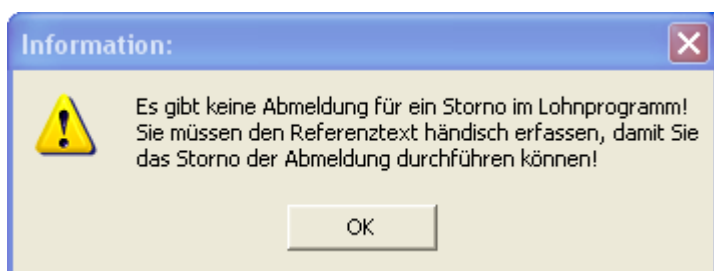 Information:
Es gibt keine Abmeldung für ein Storno im Lohnprogramm!
Sie müssen den Referenztext händisch erfassen, damit Sie
das Storno der Abmeldung durchführen können!
OK